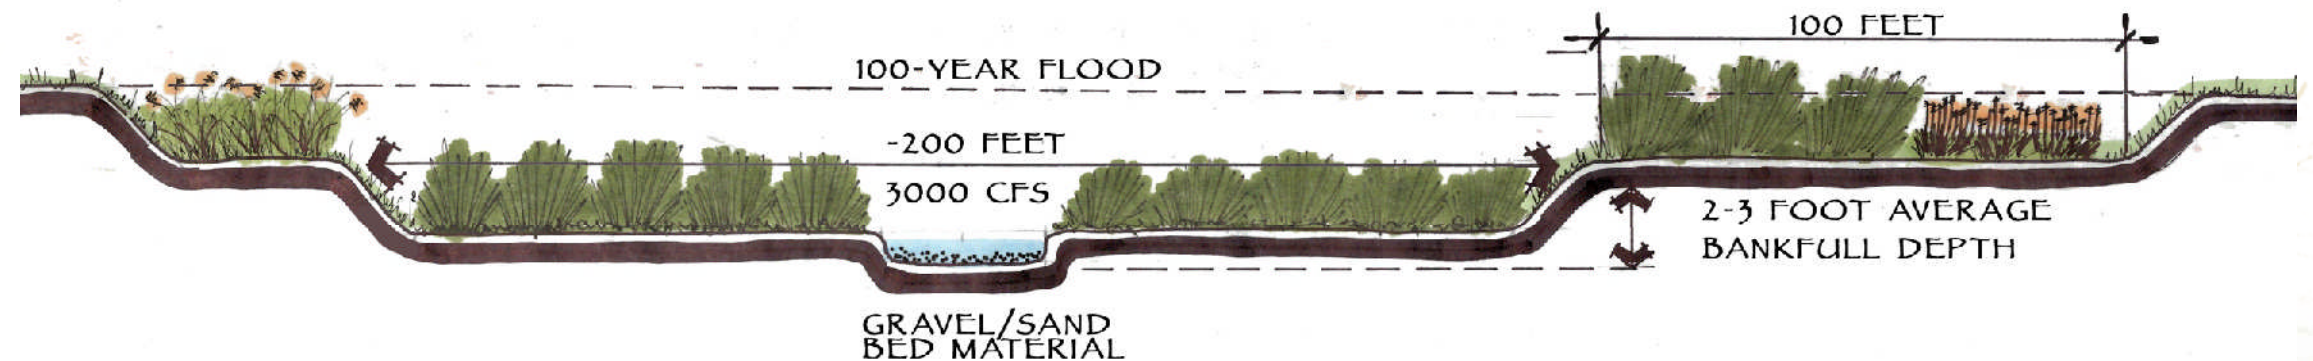 100 FEET
100-YEAR FLOOD
-200 FEET
3000 CFS
2-3 FOOT AVERAGE
BANKFULL DEPTH
GRAVEL/SAND
BED MATERIAL